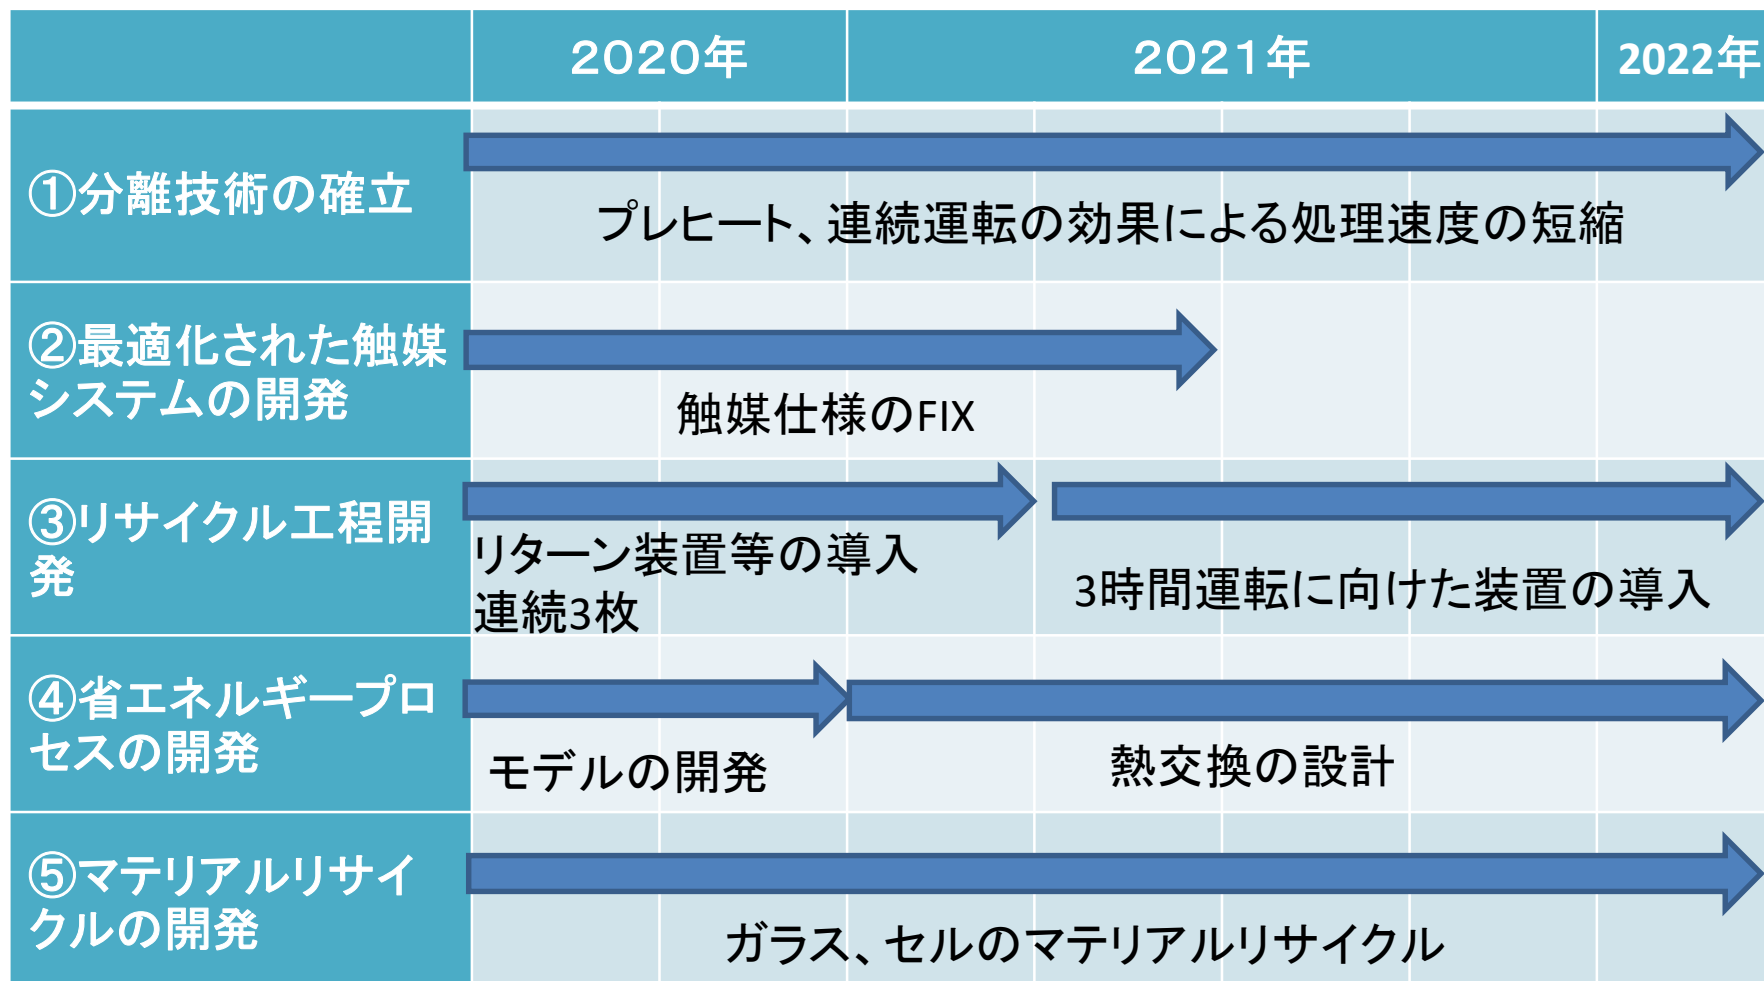 ２０２０年
２０２１年
2022年
①分離技術の確立
プレヒート、連続運転の効果による処理速度の短縮
②最適化された触媒
システムの開発
触媒仕様のFIX
③リサイクル工程開
発
リターン装置等の導入
連続3枚
3時間運転に向けた装置の導入
④省エネルギープロ
セスの開発
モデルの開発
熱交換の設計
⑤マテリアルリサイ
クルの開発
ガラス、セルのマテリアルリサイクル